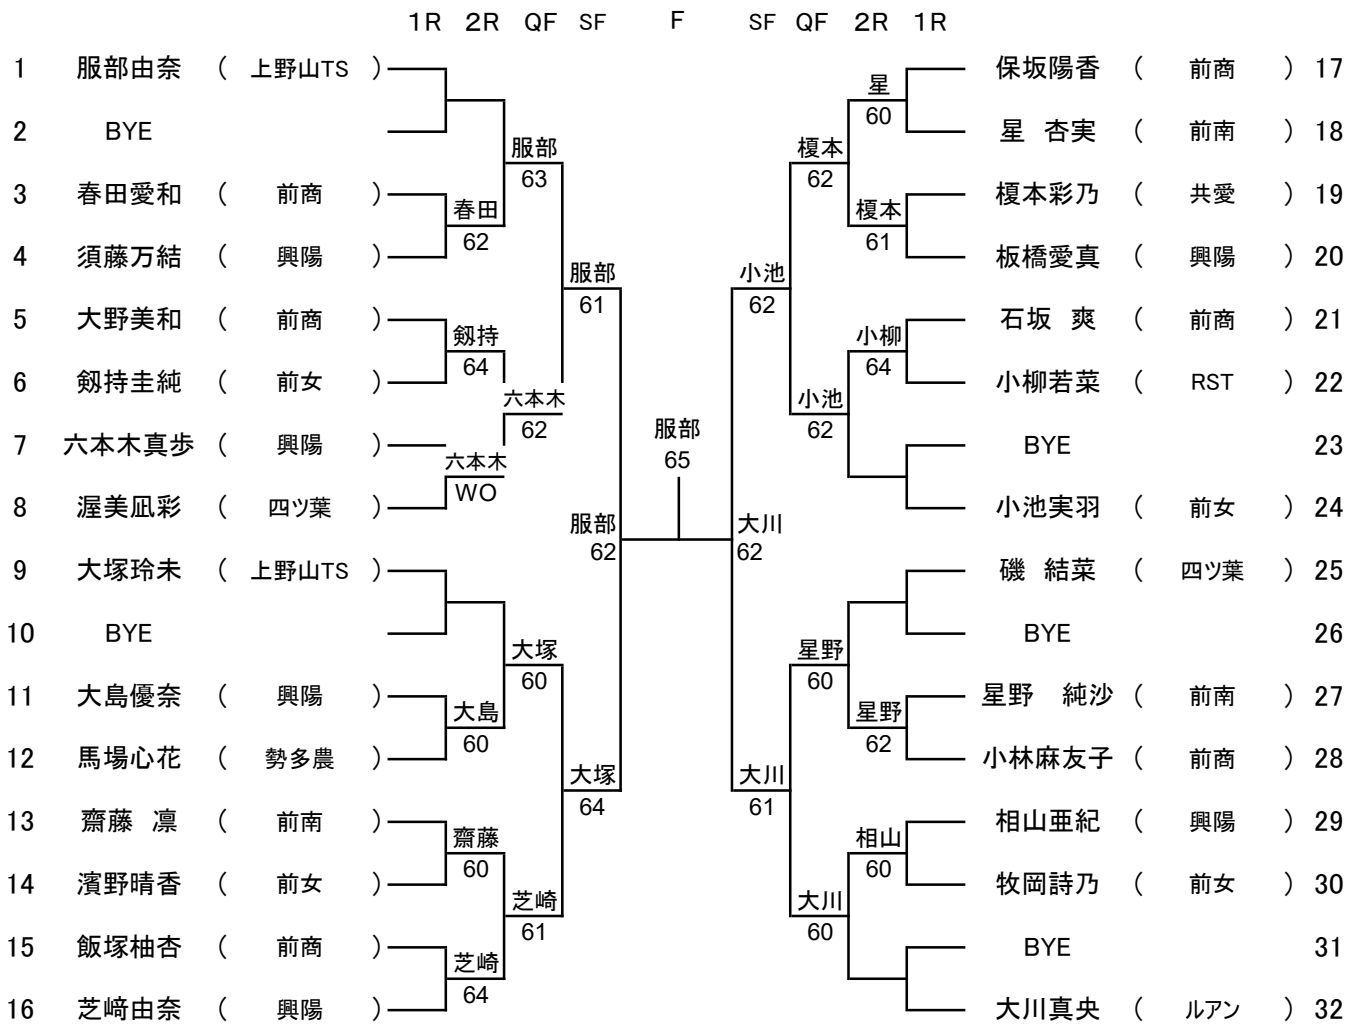 1R 2R QF SF F SF QF 2R 1R
1 服部由奈 ( 上野山TS ) 保坂陽香 ( 前商 ) 17
星
60
2 BYE 星 杏実 ( 前南 ) 18
服部 榎本
63 62
3 春田愛和 ( 前商 ) 榎本彩乃 ( 共愛 ) 19
春田 榎本
62 61
4 須藤万結 ( 興陽 ) 板橋愛真 ( 興陽 ) 20
服部 小池
61 62
5 大野美和 ( 前商 ) 石坂 爽 ( 前商 ) 21
剱持 小柳
64 64
6 剱持圭純 ( 前女 ) 小柳若菜 ( RST ) 22
六本木 小池
62 服部 62
7 六本木真歩 ( 興陽 ) BYE 23
六本木 65
WO
8 渥美凪彩 ( 四ツ葉 ) 小池実羽 ( 前女 ) 24
服部 大川
62 62
9 大塚玲未 ( 上野山TS ) 磯 結菜 ( 四ツ葉 ) 25
10 BYE BYE 26
大塚 星野
60 60
11 大島優奈 ( 興陽 ) 星野 純沙 ( 前南 ) 27
大島 星野
60 62
12 馬場心花 ( 勢多農 ) 小林麻友子 ( 前商 ) 28
大塚 大川
64 61
13 齋藤 凛 ( 前南 ) 相山亜紀 ( 興陽 ) 29
齋藤 相山
60 60
14 濱野晴香 ( 前女 ) 牧岡詩乃 ( 前女 ) 30
芝崎 大川
61 60
15 飯塚柚杏 ( 前商 ) BYE 31
芝崎
64
16 芝﨑由奈 ( 興陽 ) 大川真央 ( ルアン ) 32